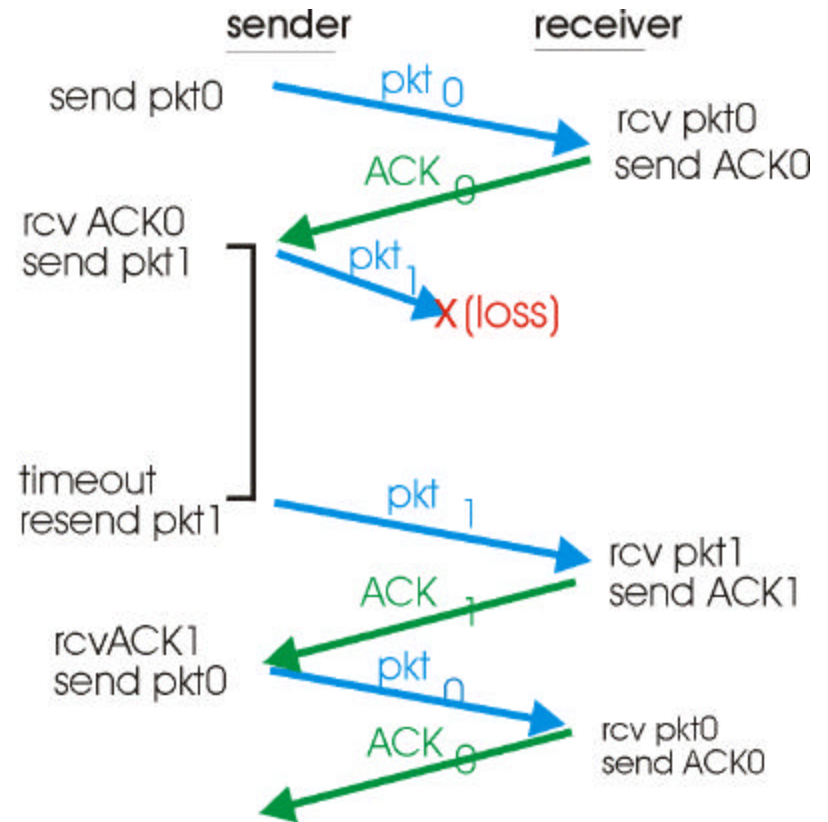 sender
receiver
send pkt0
pkt 0
rcv pkt0
send ACK0
ACK 0
rcv ACK0
send pkt1
pkt 1
X (loss)
timeout
resend pkt1
pkt 1
rcv pkt1
send ACK1
ACK 1
rcvACK1
send pkt0
pkt 0
rcv pkt0
send ACK0
ACK 0